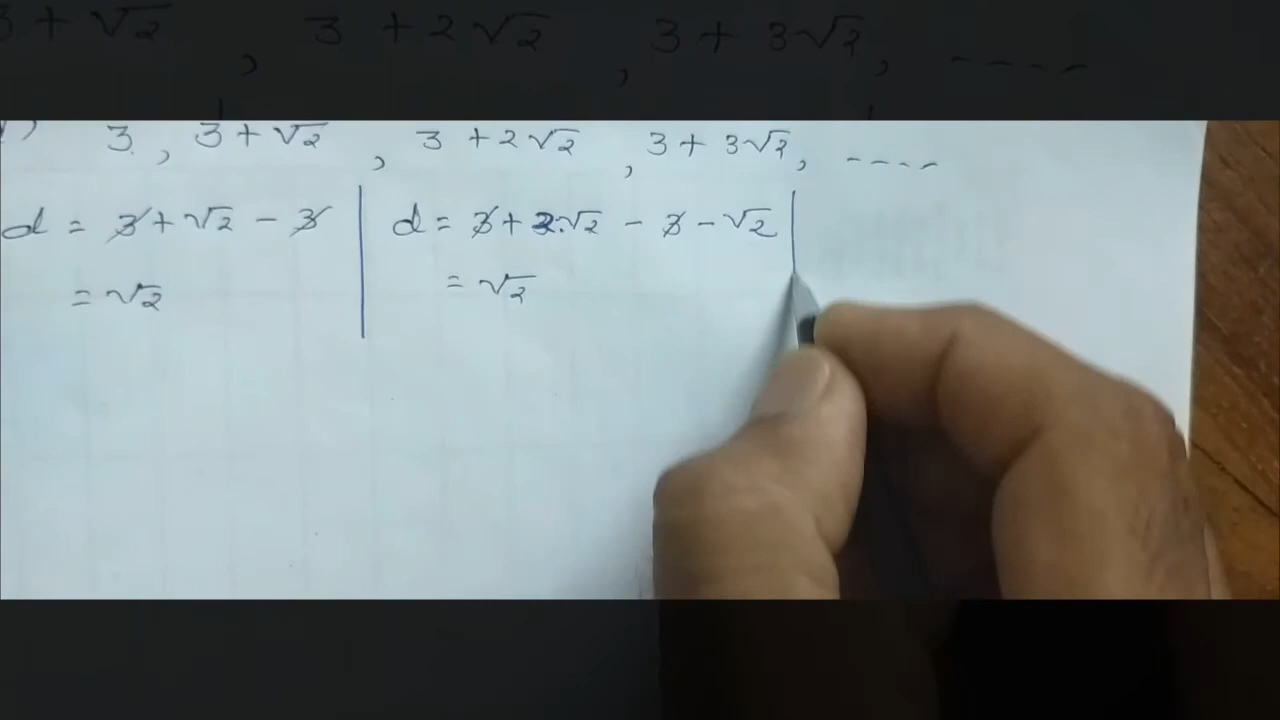 3 + √2 , 3 + 2√2 , 3 + 3√2 , ----
3 , 3 + √2 , 3 + 2√2 , 3 + 3√2 , ----
d = 3 + √2 - 3 | d = 3 + 2√2 - 3 - √2
= √2 | = √2